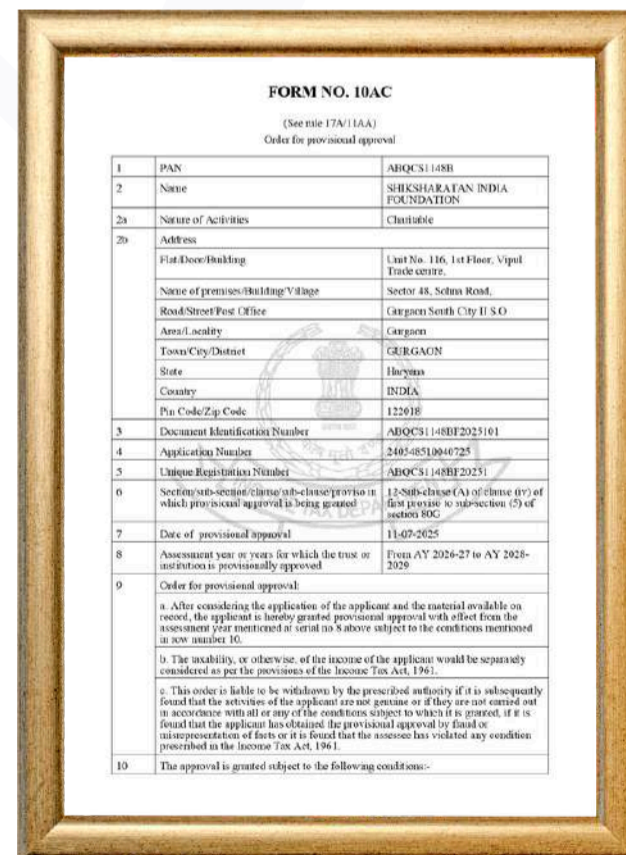 FORM NO. 10AC
(See rule 17A/11AA)
Order for provisional approval
1 PAN ABQCS1148B
2 Name SHIKSHARATAN INDIA
FOUNDATION
2a Nature of Activities Charitable
2b Address
Flat/Door/Building Unit No. 116, 1st Floor, Vipul
Trade centre,
Name of premises/Building/Village Sector 48, Sohna Road,
Road/Street/Post Office Gurgaon South City II S.O
Area/Locality Gurgaon
Town/City/District GURGAON
State Haryana
Country INDIA
Pin Code/Zip Code 122018
3 Document Identification Number ABQCS1148BF2025101
4 Application Number 240548510040725
5 Unique Registration Number ABQCS1148BF20251
6 Section/sub-section/clause/sub-clause/proviso in 12-Sub-clause (A) of clause (iv) of
which provisional approval is being granted first proviso to sub-section (5) of
section 80G
7 Date of provisional approval 11-07-2025
8 Assessment year or years for which the trust or From AY 2026-27 to AY 2028-
institution is provisionally approved 2029
9 Order for provisional approval:
a. After considering the application of the applicant and the material available on
record, the applicant is hereby granted provisional approval with effect from the
assessment year mentioned at serial no 8 above subject to the conditions mentioned
in row number 10.
b. The taxability, or otherwise, of the income of the applicant would be separately
considered as per the provisions of the Income Tax Act, 1961.
c. This order is liable to be withdrawn by the prescribed authority if it is subsequently
found that the activities of the applicant are not genuine or if they are not carried out
in accordance with all or any of the conditions subject to which it is granted, if it is
found that the applicant has obtained the provisional approval by fraud or
misrepresentation of facts or it is found that the assessee has violated any condition
prescribed in the Income Tax Act, 1961.
10 The approval is granted subject to the following conditions:-